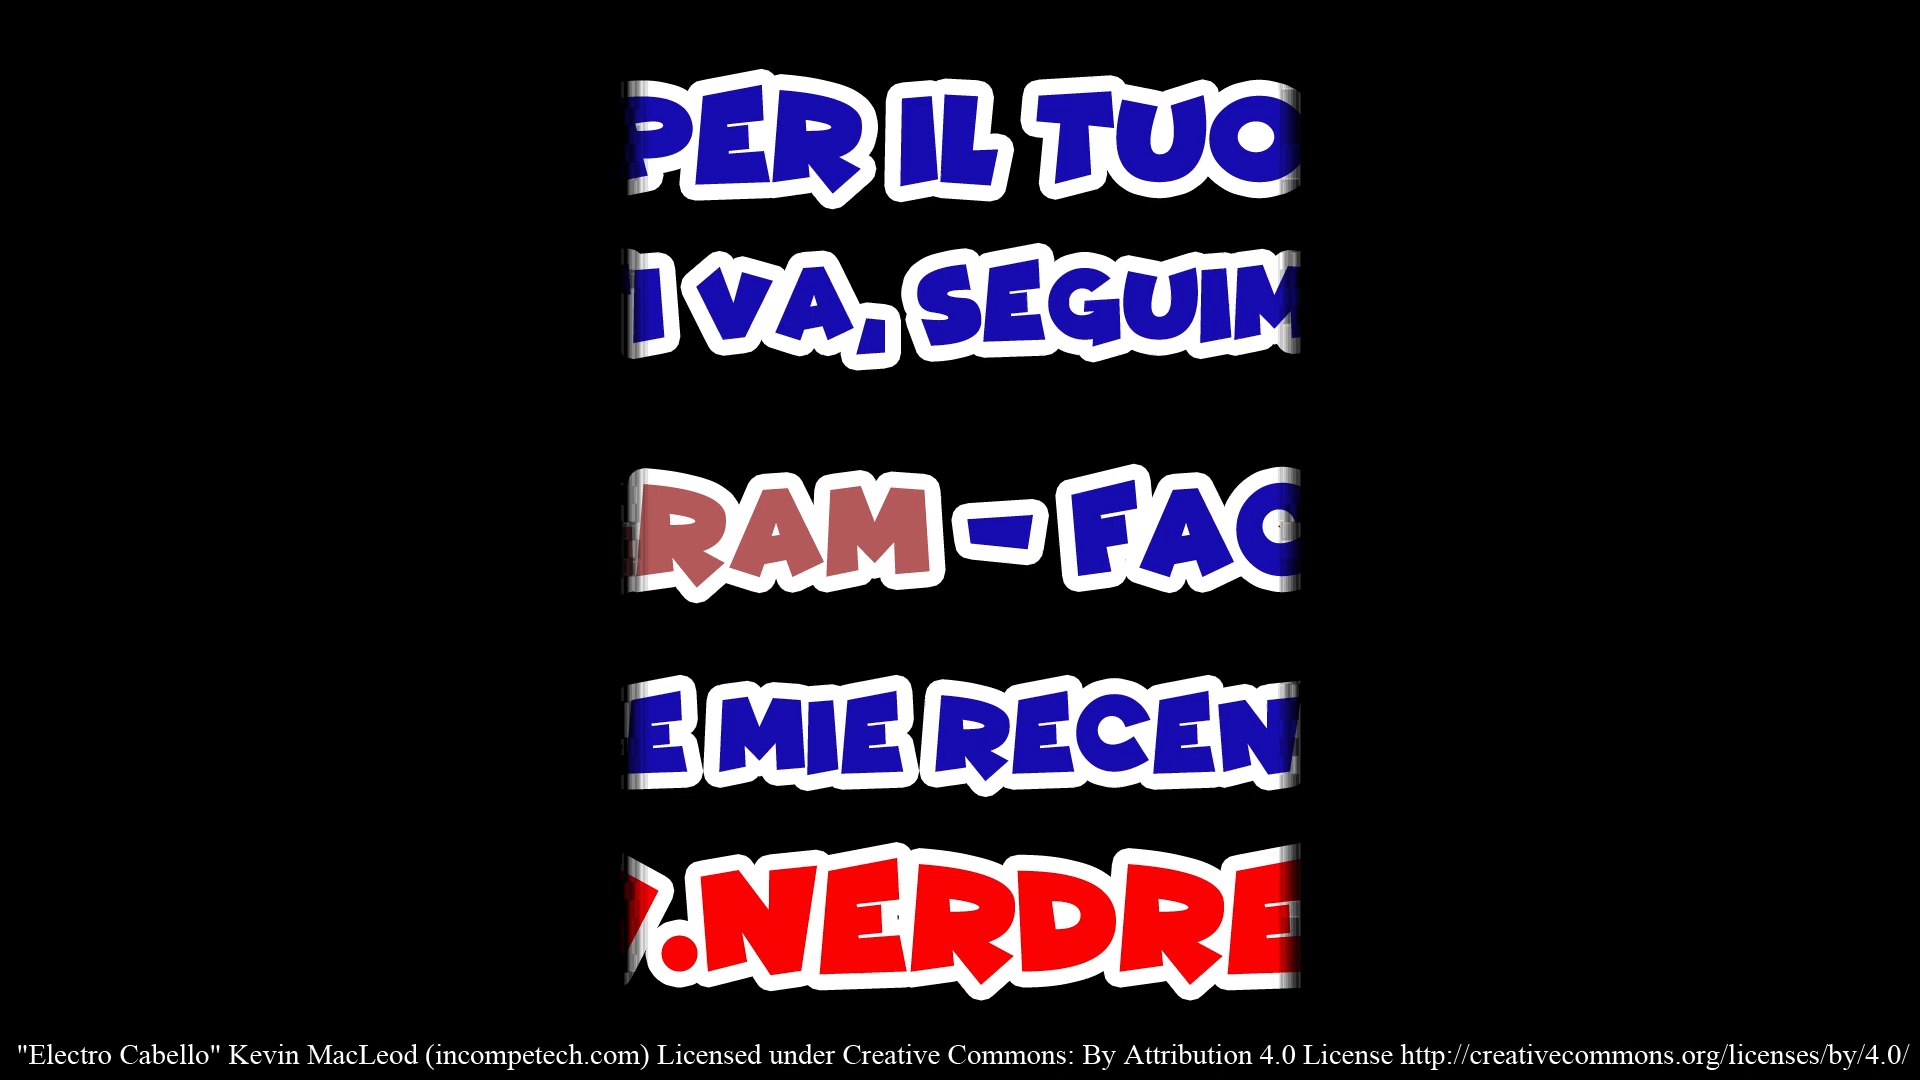 PER IL TUO
I VA, SEGUIM
RAM - FAC
E MIE RECEN
.NERDRE
"Electro Cabello" Kevin MacLeod (incompetech.com) Licensed under Creative Commons: By Attribution 4.0 License http://creativecommons.org/licenses/by/4.0/